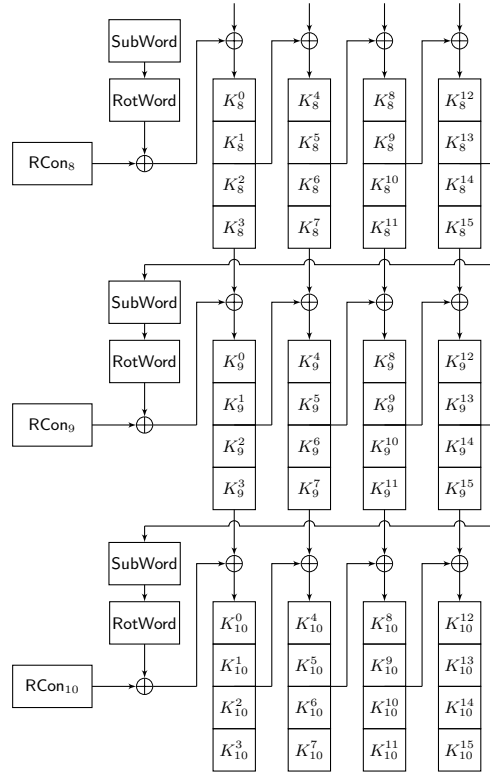 SubWord
RotWord
K_8^0 K_8^4 K_8^8 K_8^12
K_8^1 K_8^5 K_8^9 K_8^13
RCon_8
K_8^2 K_8^6 K_8^10 K_8^14
K_8^3 K_8^7 K_8^11 K_8^15
SubWord
RotWord
K_9^0 K_9^4 K_9^8 K_9^12
K_9^1 K_9^5 K_9^9 K_9^13
RCon_9
K_9^2 K_9^6 K_9^10 K_9^14
K_9^3 K_9^7 K_9^11 K_9^15
SubWord
RotWord
K_10^0 K_10^4 K_10^8 K_10^12
K_10^1 K_10^5 K_10^9 K_10^13
RCon_10
K_10^2 K_10^6 K_10^10 K_10^14
K_10^3 K_10^7 K_10^11 K_10^15